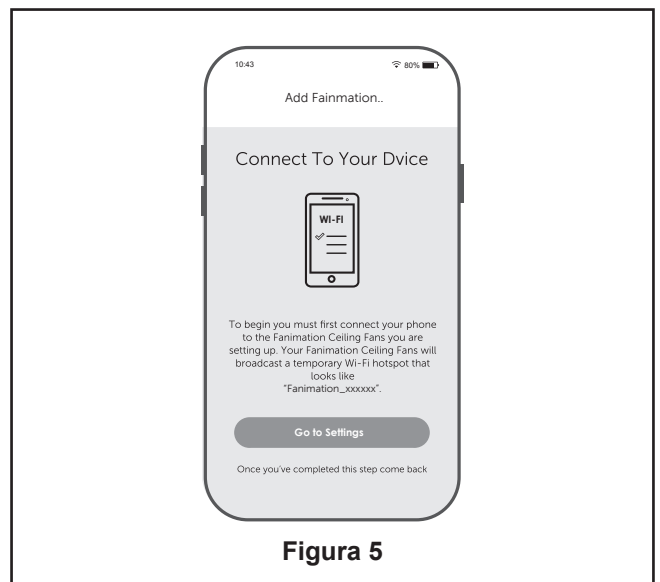 10:43
80%
Add Fainmation..
Connect To Your Dvice
WI-FI
To begin you must first connect your phone
to the Fanimation Ceiling Fans you are
setting up. Your Fanimation Ceiling Fans will
broadcast a temporary Wi-Fi hotspot that
looks like
"Fanimation_xxxxxx".
Go to Settings
Once you've completed this step come back
Figura 5